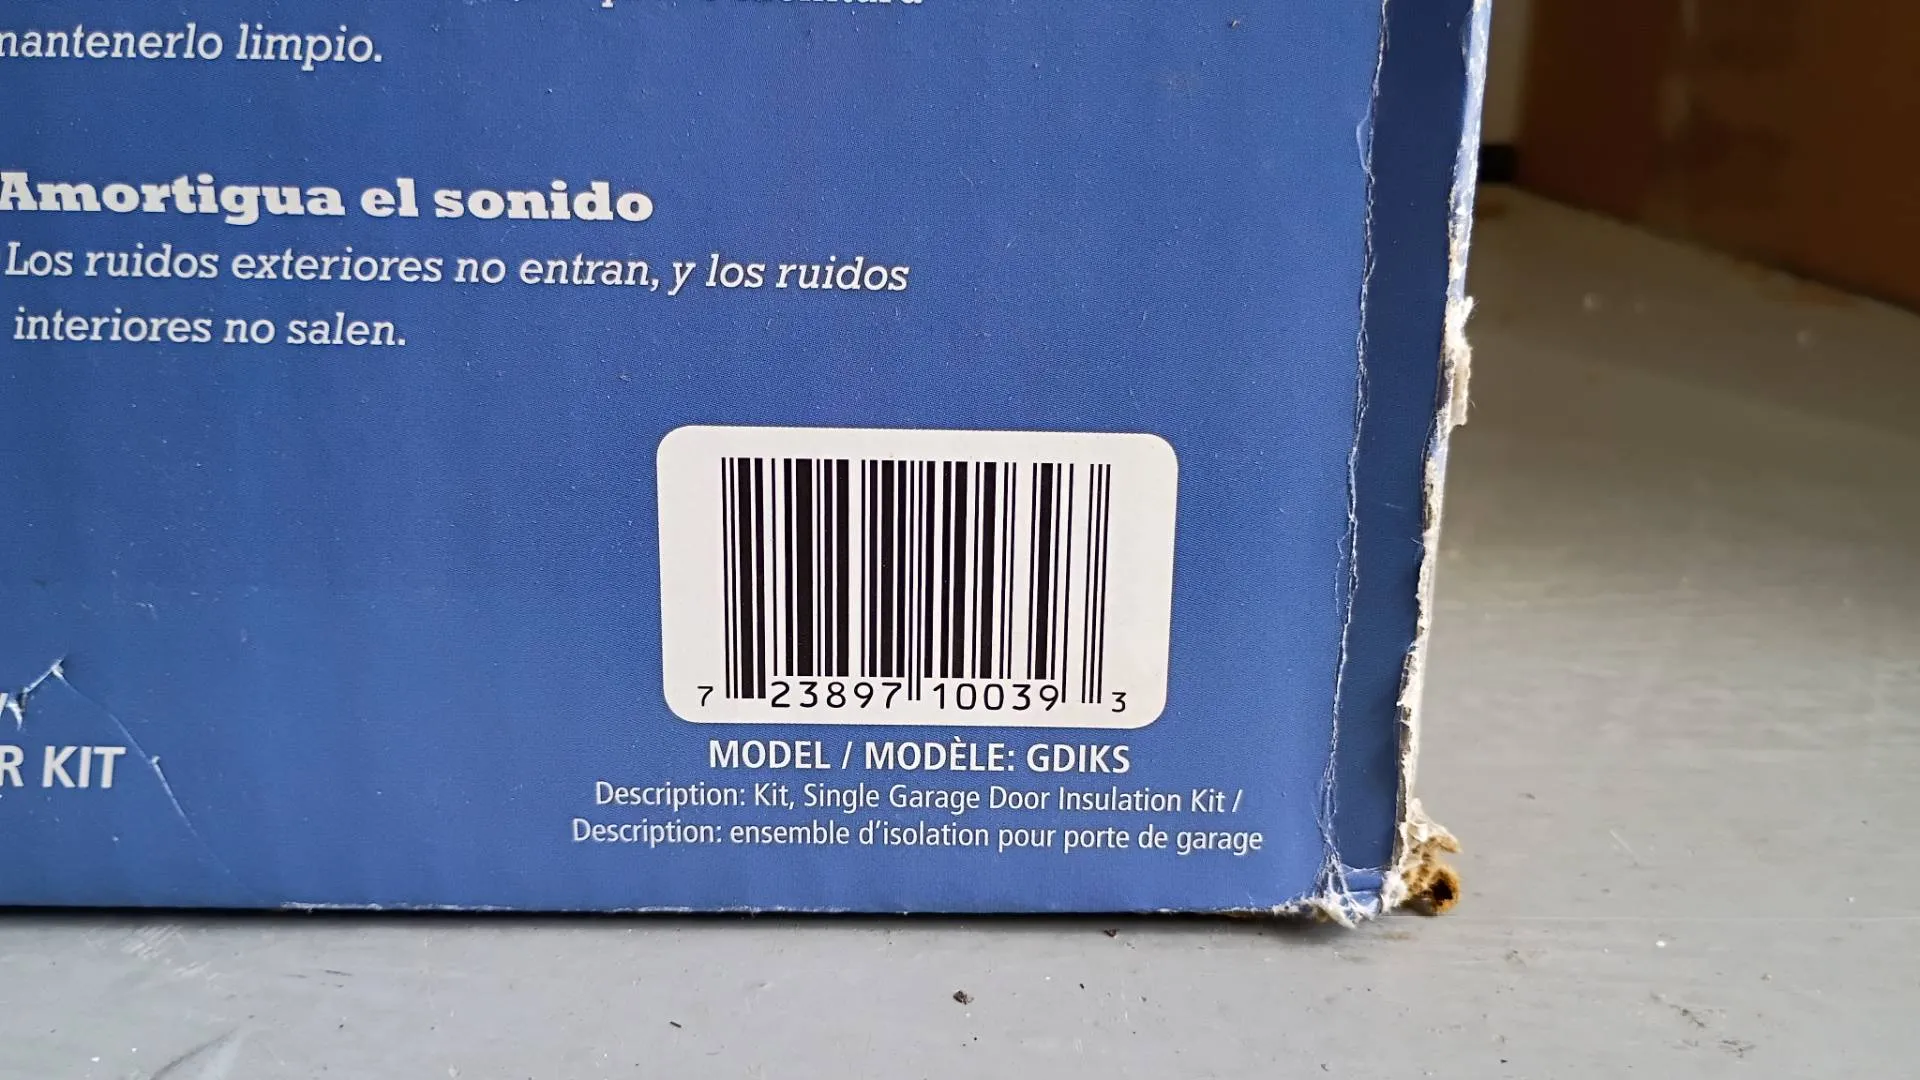 mantenerlo limpio.
Amortigua el sonido
Los ruidos exteriores no entran, y los ruidos
interiores no salen.
7 23897 10039 3
R KIT
MODEL / MODÈLE: GDIKS
Description: Kit, Single Garage Door Insulation Kit /
Description: ensemble d'isolation pour porte de garage